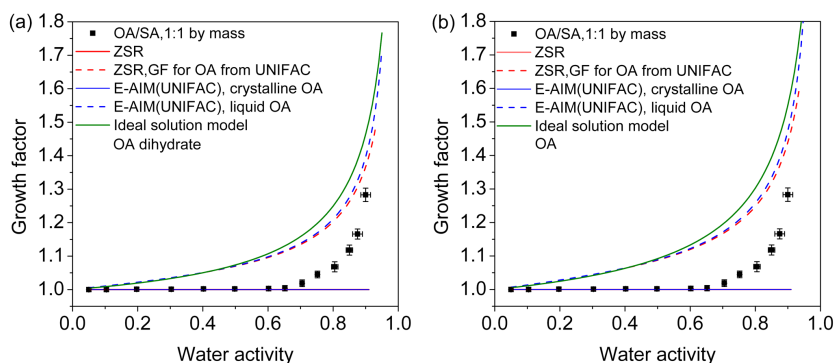 (a)
OA/SA,1:1 by mass
ZSR
ZSR,GF for OA from UNIFAC
E-AIM(UNIFAC), crystalline OA
E-AIM(UNIFAC), liquid OA
Ideal solution model
OA dihydrate
Growth factor
1.8
1.7
1.6
1.5
1.4
1.3
1.2
1.1
1.0
0.0 0.2 0.4 0.6 0.8 1.0
Water activity
(b)
OA/SA,1:1 by mass
ZSR
ZSR,GF for OA from UNIFAC
E-AIM(UNIFAC), crystalline OA
E-AIM(UNIFAC), liquid OA
Ideal solution model
OA
Growth factor
1.8
1.7
1.6
1.5
1.4
1.3
1.2
1.1
1.0
0.0 0.2 0.4 0.6 0.8 1.0
Water activity